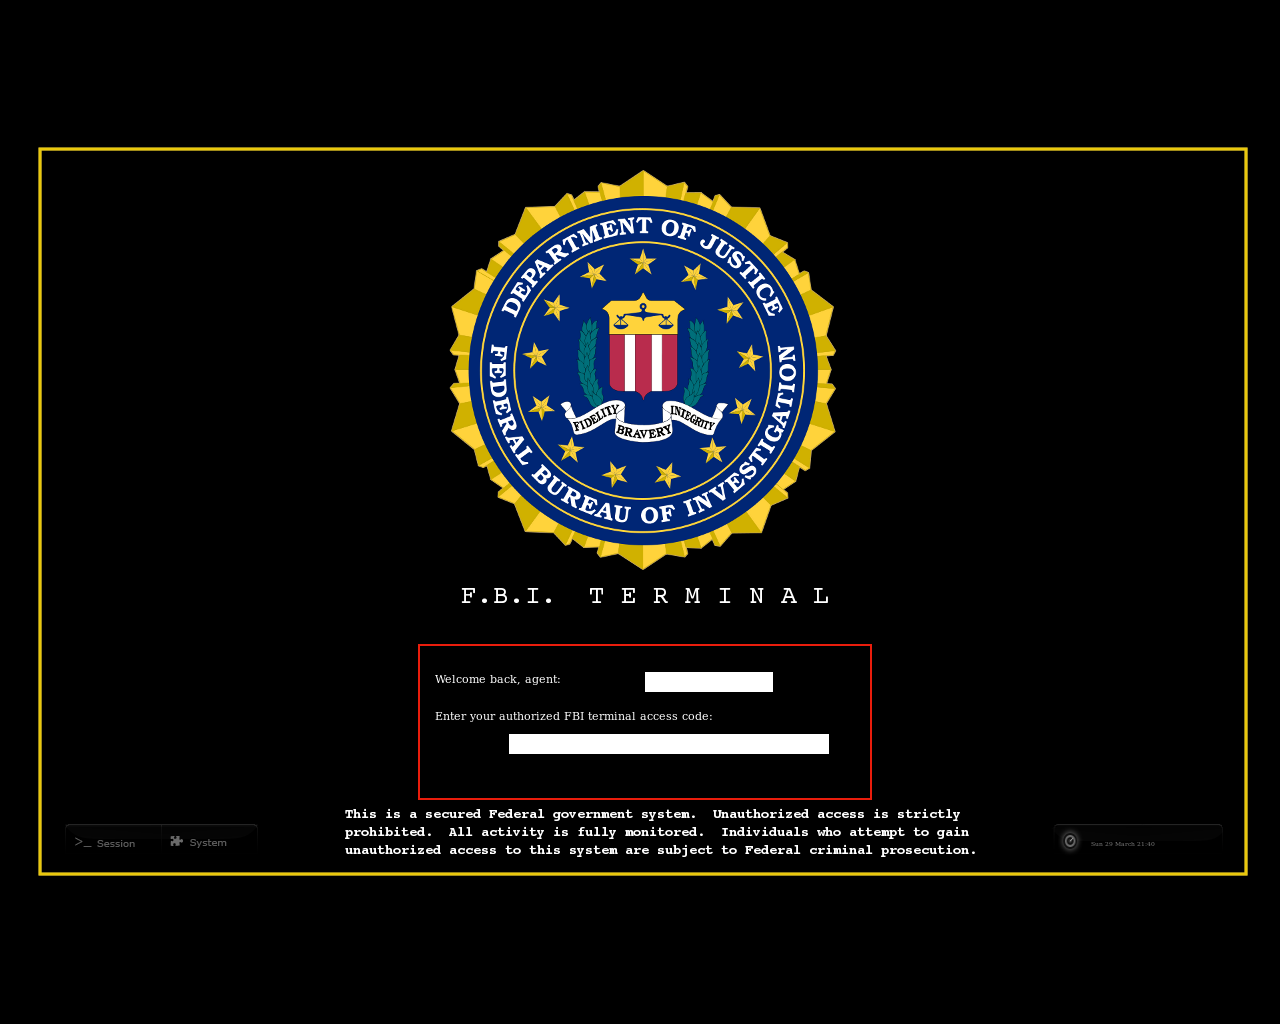 DEPARTMENT OF JUSTICE
FIDELITY BRAVERY INTEGRITY
FEDERAL BUREAU OF INVESTIGATION
F.B.I. T E R M I N A L
Welcome back, agent:
Enter your authorized FBI terminal access code:
This is a secured Federal government system. Unauthorized access is strictly
prohibited. All activity is fully monitored. Individuals who attempt to gain
unauthorized access to this system are subject to Federal criminal prosecution.
>_ Session System
Sun 29 March 21:40